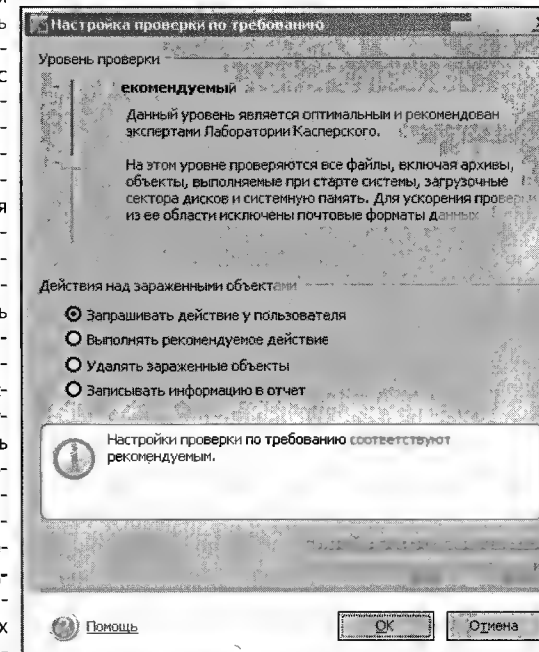 Настройка проверки по требованию
Уровень проверки
екомендуемый
Данный уровень является оптимальным и рекомендован
экспертами Лаборатории Касперского.
На этом уровне проверяются все файлы, включая архивы,
объекты, выполняемые при старте системы, загрузочные
сектора дисков и системную память. Для ускорения проверки
из ее области исключены почтовые форматы данных
Действия над зараженными объектами
Запрашивать действие у пользователя
Выполнять рекомендуемое действие
Удалять зараженные объекты
Записывать информацию в отчет
Настройки проверки по требованию соответствуют
рекомендуемым.
Помощь
OK
Отмена